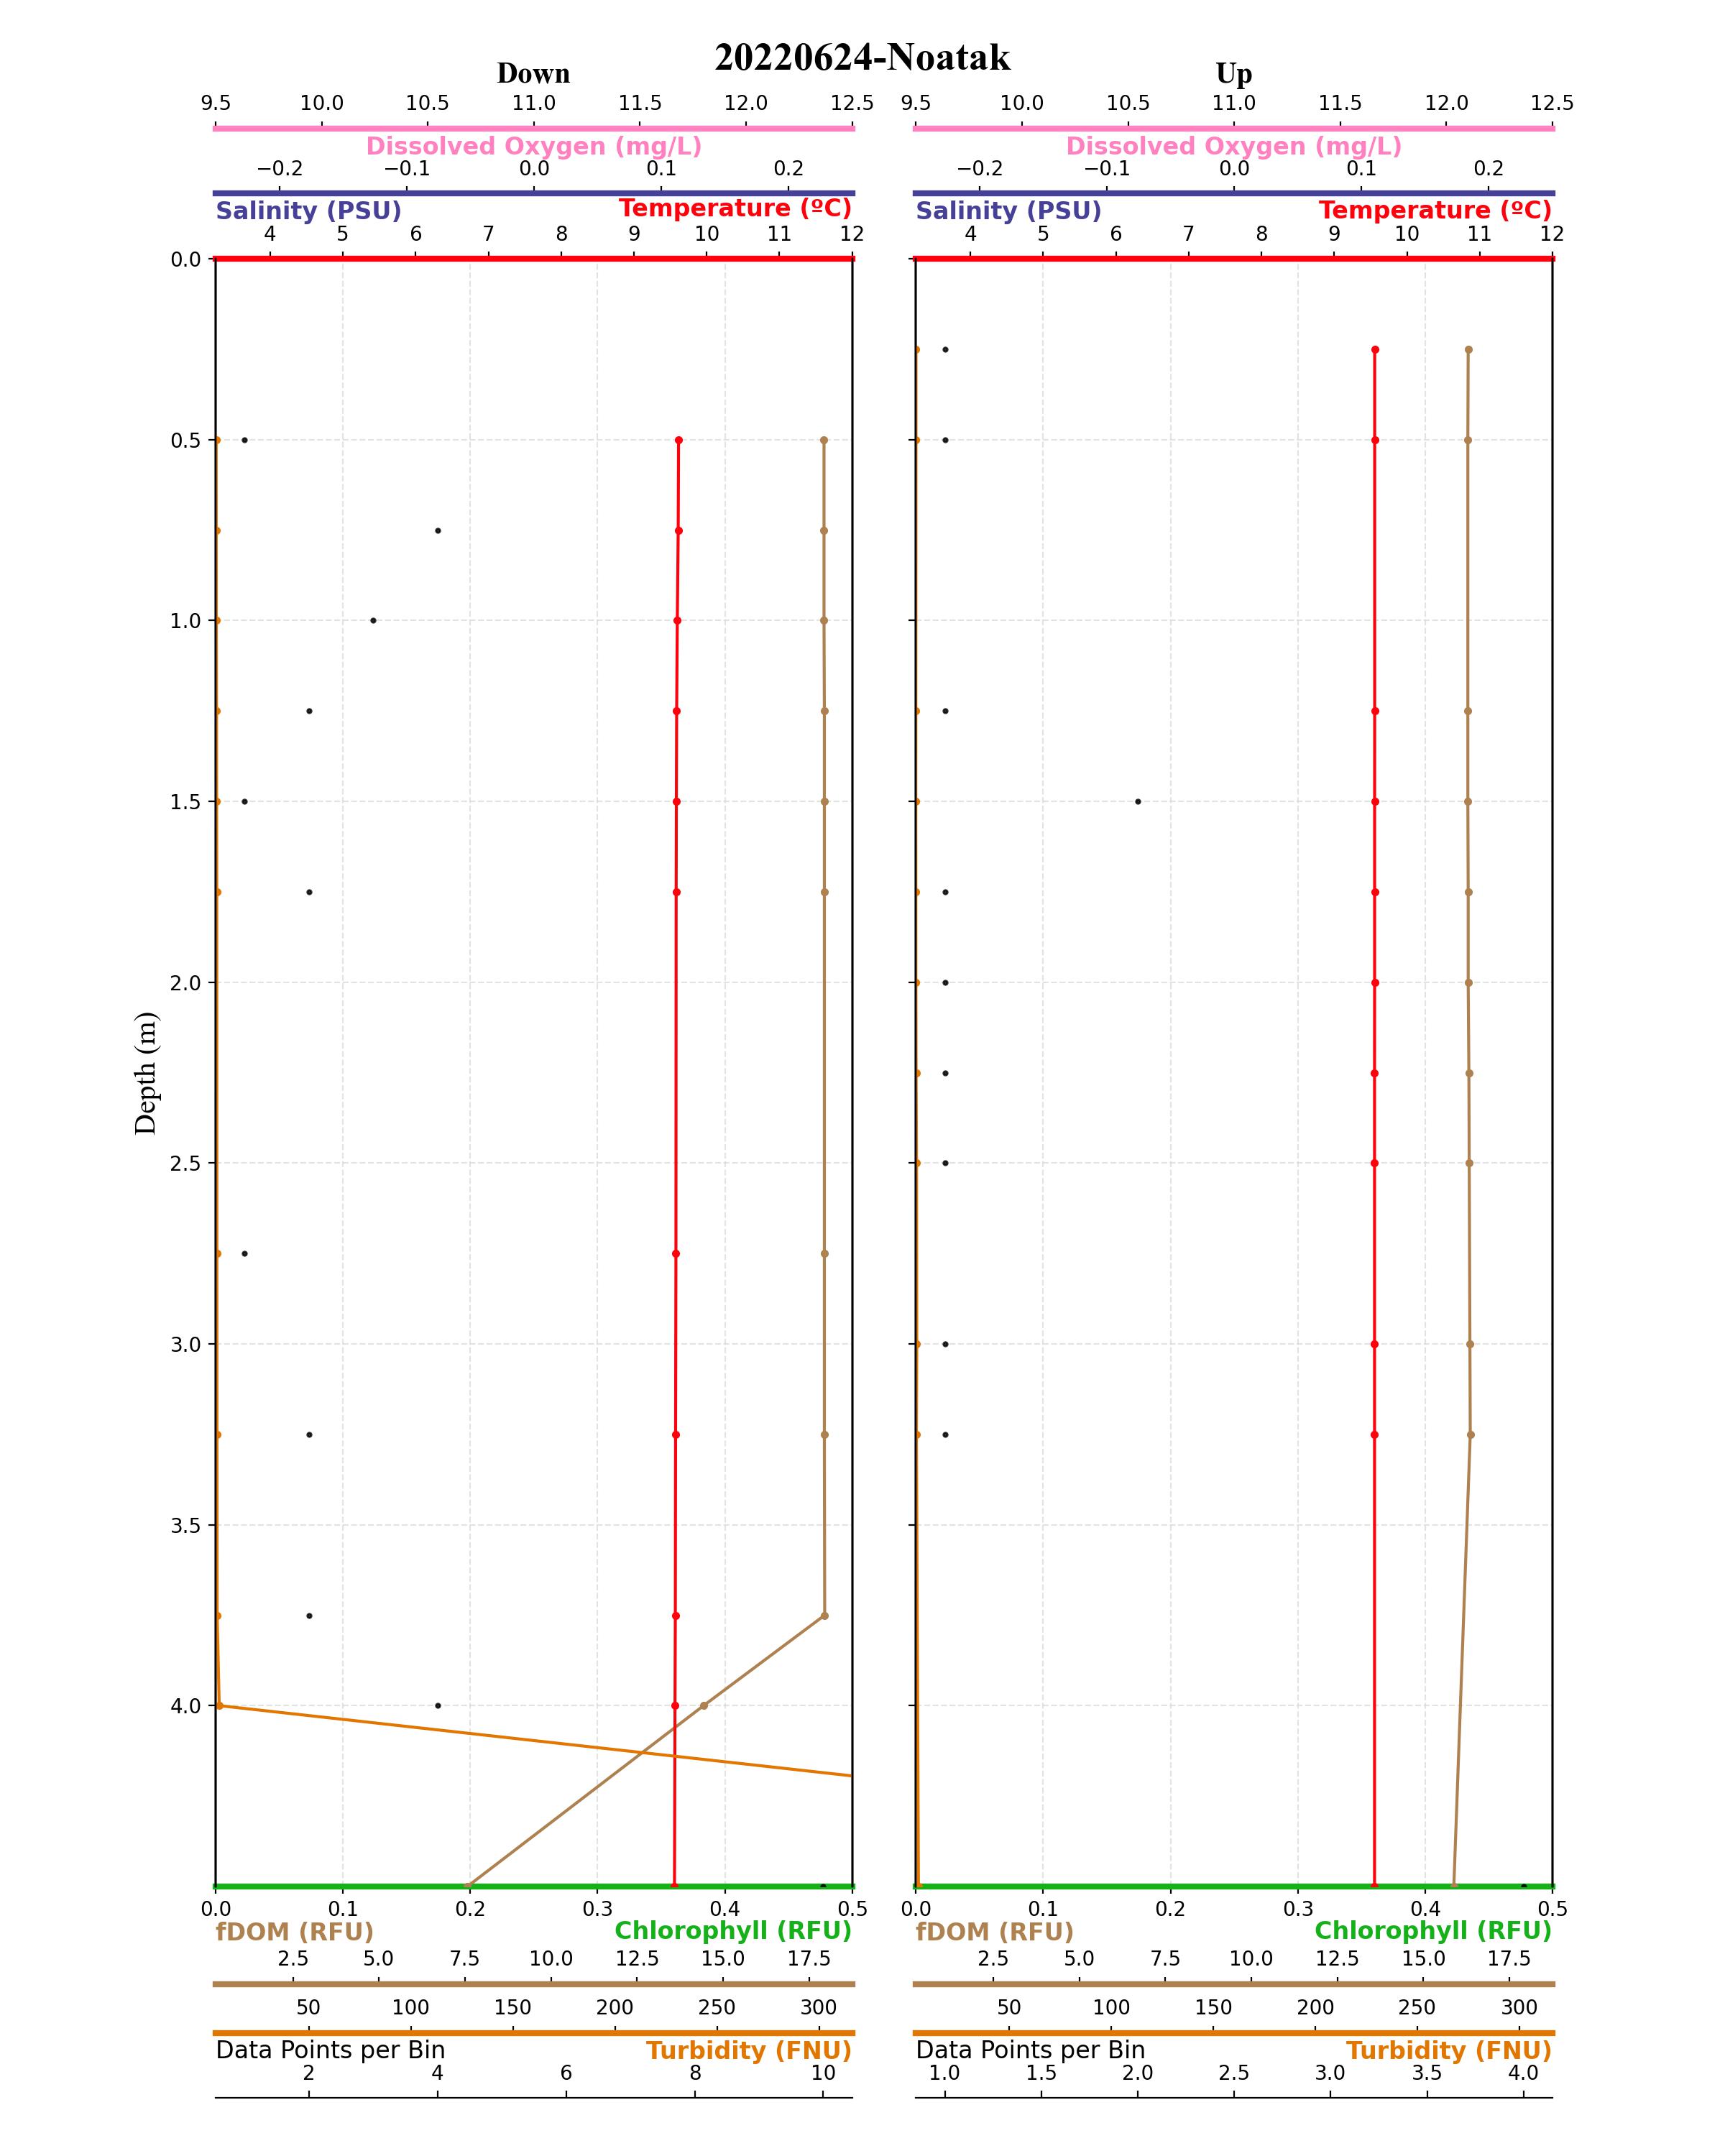 20220624-Noatak
Down Up
9.5 10.0 10.5 11.0 11.5 12.0 12.5 9.5 10.0 10.5 11.0 11.5 12.0 12.5
Dissolved Oxygen (mg/L) Dissolved Oxygen (mg/L)
−0.2 −0.1 0.0 0.1 0.2 −0.2 −0.1 0.0 0.1 0.2
Salinity (PSU) Temperature (ºC) Salinity (PSU) Temperature (ºC)
4 5 6 7 8 9 10 11 12 4 5 6 7 8 9 10 11 12
0.0
0.5
1.0
1.5
2.0
Depth (m)
2.5
3.0
3.5
4.0
0.0 0.1 0.2 0.3 0.4 0.5 0.0 0.1 0.2 0.3 0.4 0.5
fDOM (RFU) Chlorophyll (RFU) fDOM (RFU) Chlorophyll (RFU)
2.5 5.0 7.5 10.0 12.5 15.0 17.5 2.5 5.0 7.5 10.0 12.5 15.0 17.5
50 100 150 200 250 300 50 100 150 200 250 300
Data Points per Bin Turbidity (FNU) Data Points per Bin Turbidity (FNU)
2 4 6 8 10 1.0 1.5 2.0 2.5 3.0 3.5 4.0